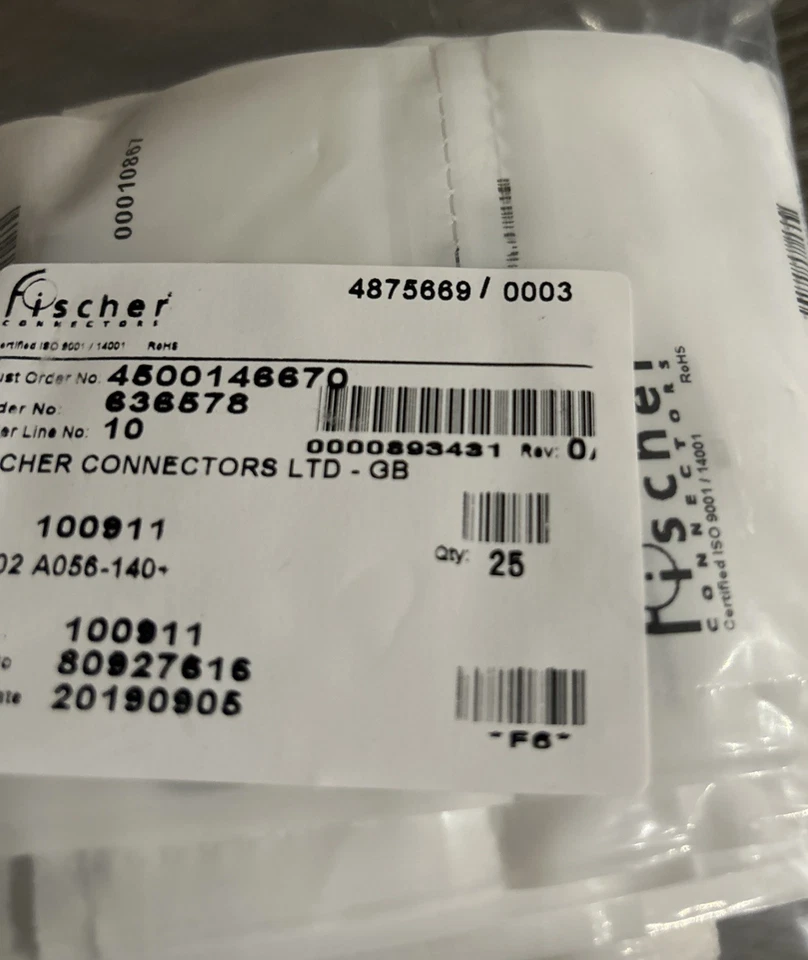 00010867
Fischer
CONNECTORS
4875669 / 0003
ertified ISO 9001 / 14001 RoHS
ust Order No. 4500146670
der No: 636578
er Line No: 10
0000893431 Rev: 0
CHER CONNECTORS LTD - GB
100911
Qty: 25
02 A056-140+
100911
80927616
20190905
"F6"
Fischer
CONNECTORS
Certified ISO 9001 / 14001 RoHS